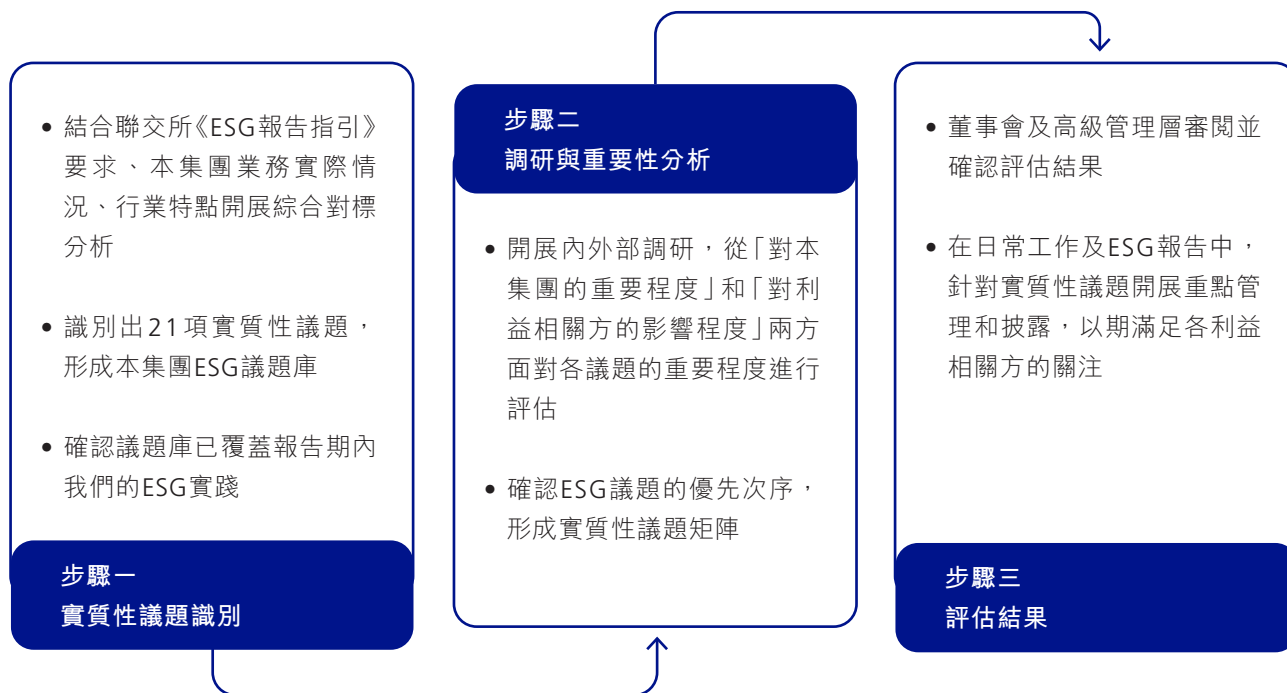 • 結合聯交所《ESG報告指引》
要求、本集團業務實際情
況、行業特點開展綜合對標
分析
• 識別出21項實質性議題，
形成本集團ESG議題庫
• 確認議題庫已覆蓋報告期內
我們的ESG實踐
步驟一
實質性議題識別
步驟二
調研與重要性分析
• 開展內外部調研，從「對本
集團的重要程度」和「對利
益相關方的影響程度」兩方
面對各議題的重要程度進行
評估
• 確認ESG議題的優先次序，
形成實質性議題矩陣
• 董事會及高級管理層審閱並
確認評估結果
• 在日常工作及ESG報告中，
針對實質性議題開展重點管
理和披露，以期滿足各利益
相關方的關注
步驟三
評估結果